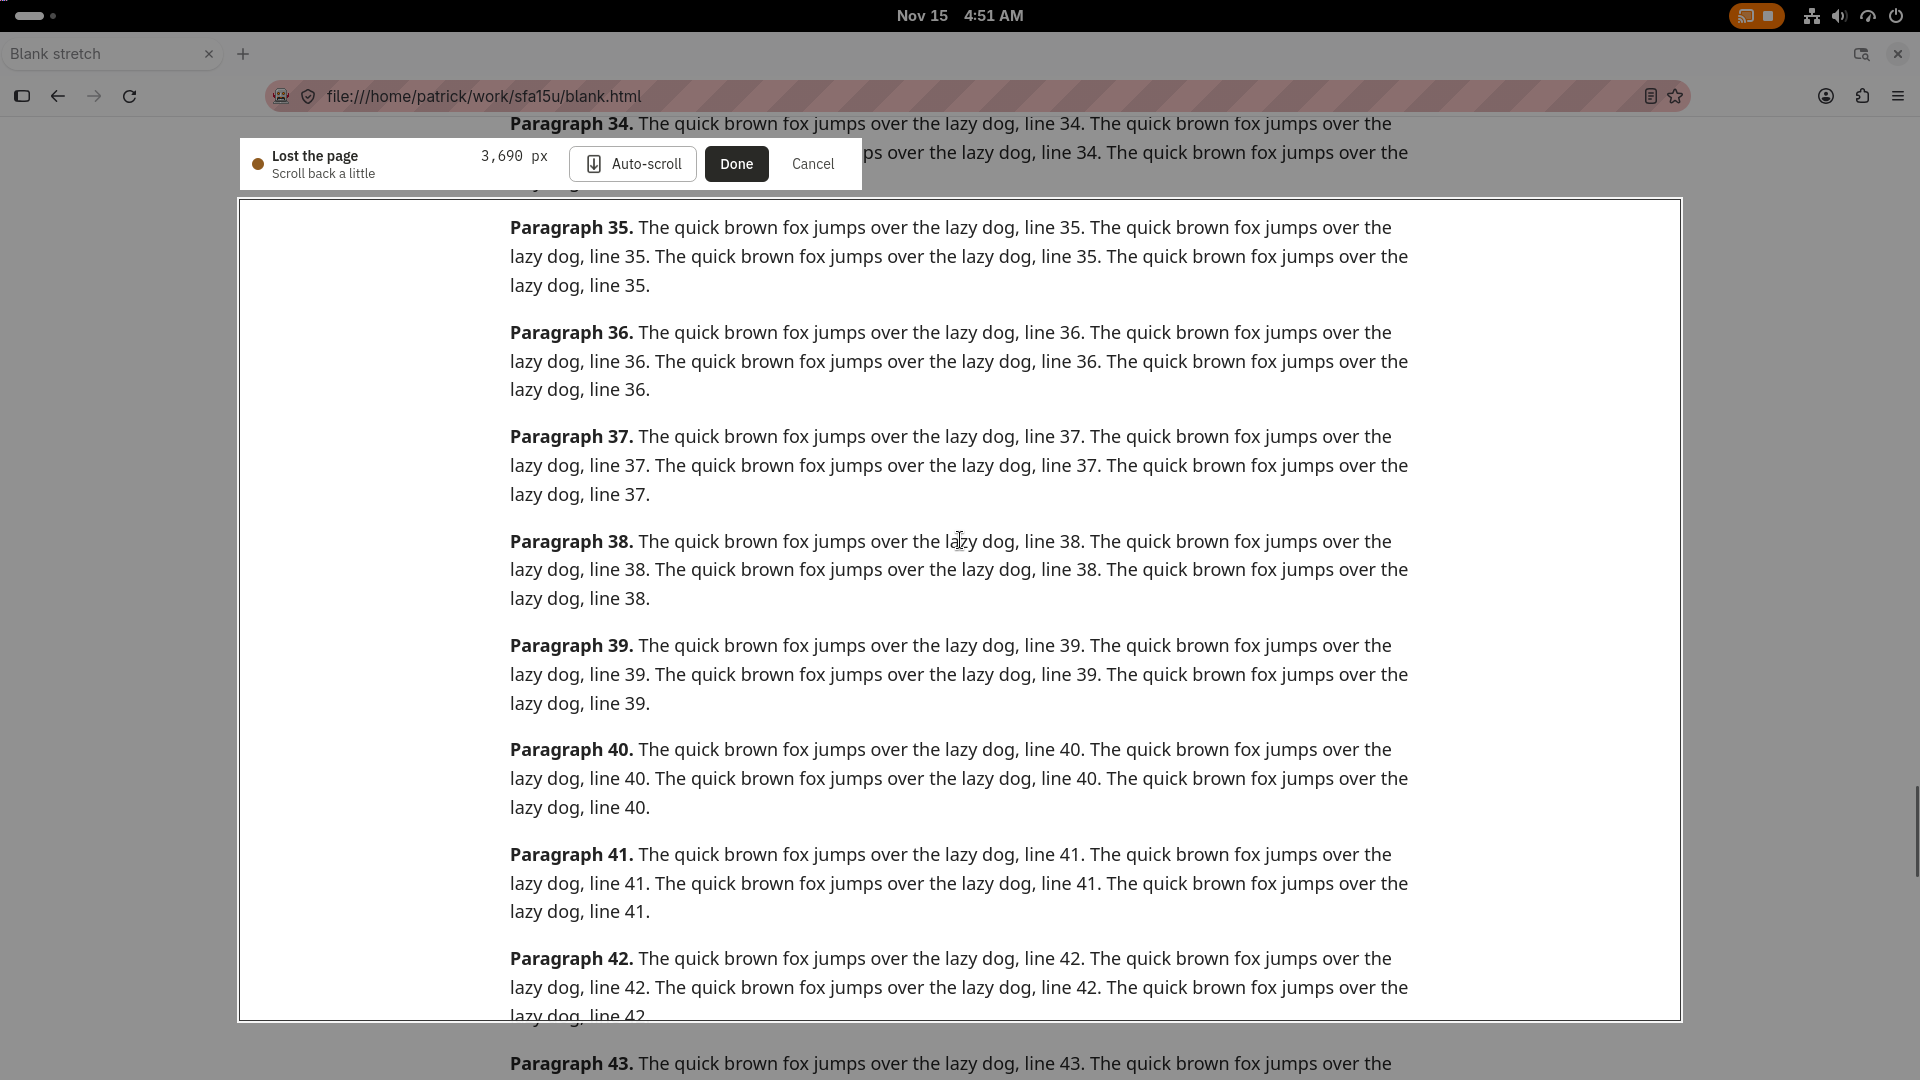 Nov 15 4:51 AM
Blank stretch
file:///home/patrick/work/sfa15u/blank.html
Paragraph 34. The quick brown fox jumps over the lazy dog, line 34. The quick brown fox jumps over the
ps over the lazy dog, line 34. The quick brown fox jumps over the
Lost the page
Scroll back a little
3,690 px
Auto-scroll
Done
Cancel
Paragraph 35. The quick brown fox jumps over the lazy dog, line 35. The quick brown fox jumps over the
lazy dog, line 35. The quick brown fox jumps over the lazy dog, line 35. The quick brown fox jumps over the
lazy dog, line 35.
Paragraph 36. The quick brown fox jumps over the lazy dog, line 36. The quick brown fox jumps over the
lazy dog, line 36. The quick brown fox jumps over the lazy dog, line 36. The quick brown fox jumps over the
lazy dog, line 36.
Paragraph 37. The quick brown fox jumps over the lazy dog, line 37. The quick brown fox jumps over the
lazy dog, line 37. The quick brown fox jumps over the lazy dog, line 37. The quick brown fox jumps over the
lazy dog, line 37.
Paragraph 38. The quick brown fox jumps over the lazy dog, line 38. The quick brown fox jumps over the
lazy dog, line 38. The quick brown fox jumps over the lazy dog, line 38. The quick brown fox jumps over the
lazy dog, line 38.
Paragraph 39. The quick brown fox jumps over the lazy dog, line 39. The quick brown fox jumps over the
lazy dog, line 39. The quick brown fox jumps over the lazy dog, line 39. The quick brown fox jumps over the
lazy dog, line 39.
Paragraph 40. The quick brown fox jumps over the lazy dog, line 40. The quick brown fox jumps over the
lazy dog, line 40. The quick brown fox jumps over the lazy dog, line 40. The quick brown fox jumps over the
lazy dog, line 40.
Paragraph 41. The quick brown fox jumps over the lazy dog, line 41. The quick brown fox jumps over the
lazy dog, line 41. The quick brown fox jumps over the lazy dog, line 41. The quick brown fox jumps over the
lazy dog, line 41.
Paragraph 42. The quick brown fox jumps over the lazy dog, line 42. The quick brown fox jumps over the
lazy dog, line 42. The quick brown fox jumps over the lazy dog, line 42. The quick brown fox jumps over the
lazy dog, line 42.
Paragraph 43. The quick brown fox jumps over the lazy dog, line 43. The quick brown fox jumps over the